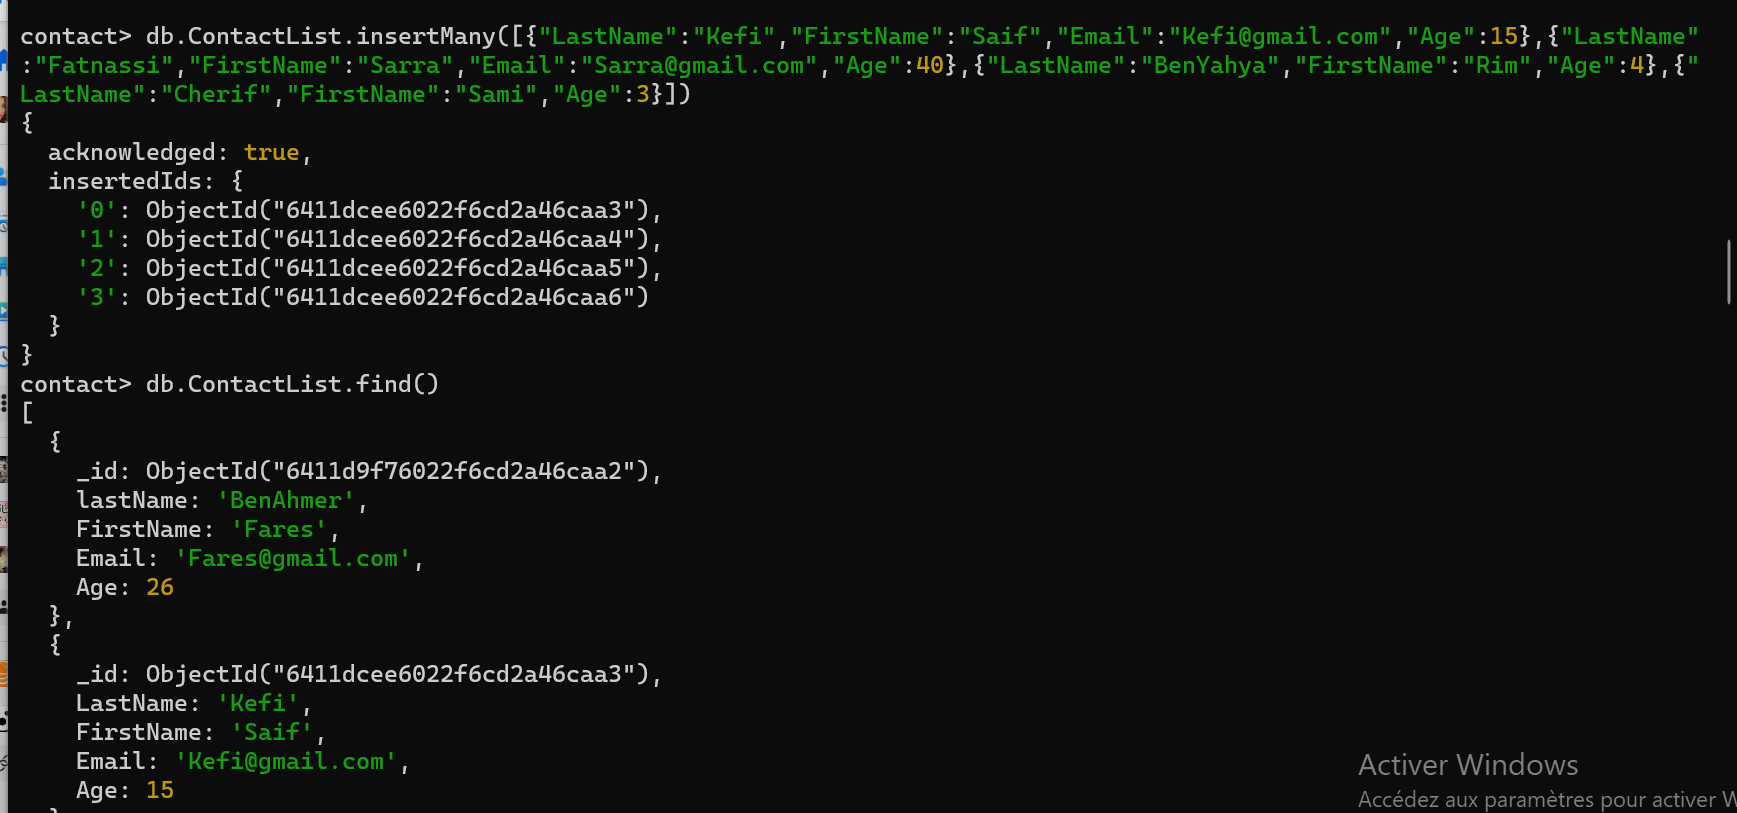 contact> db.ContactList.insertMany([{"LastName":"Kefi","FirstName":"Saif","Email":"Kefi@gmail.com","Age":15},{"LastName"
:"Fatnassi","FirstName":"Sarra","Email":"Sarra@gmail.com","Age":40},{"LastName":"BenYahya","FirstName":"Rim","Age":4},{"
LastName":"Cherif","FirstName":"Sami","Age":3}])
{
  acknowledged: true,
  insertedIds: {
    '0': ObjectId("6411dcee6022f6cd2a46caa3"),
    '1': ObjectId("6411dcee6022f6cd2a46caa4"),
    '2': ObjectId("6411dcee6022f6cd2a46caa5"),
    '3': ObjectId("6411dcee6022f6cd2a46caa6")
  }
}
contact> db.ContactList.find()
[
  {
    _id: ObjectId("6411d9f76022f6cd2a46caa2"),
    lastName: 'BenAhmer',
    FirstName: 'Fares',
    Email: 'Fares@gmail.com',
    Age: 26
  },
  {
    _id: ObjectId("6411dcee6022f6cd2a46caa3"),
    LastName: 'Kefi',
    FirstName: 'Saif',
    Email: 'Kefi@gmail.com',
    Age: 15
Activer Windows
Accédez aux paramètres pour activer W